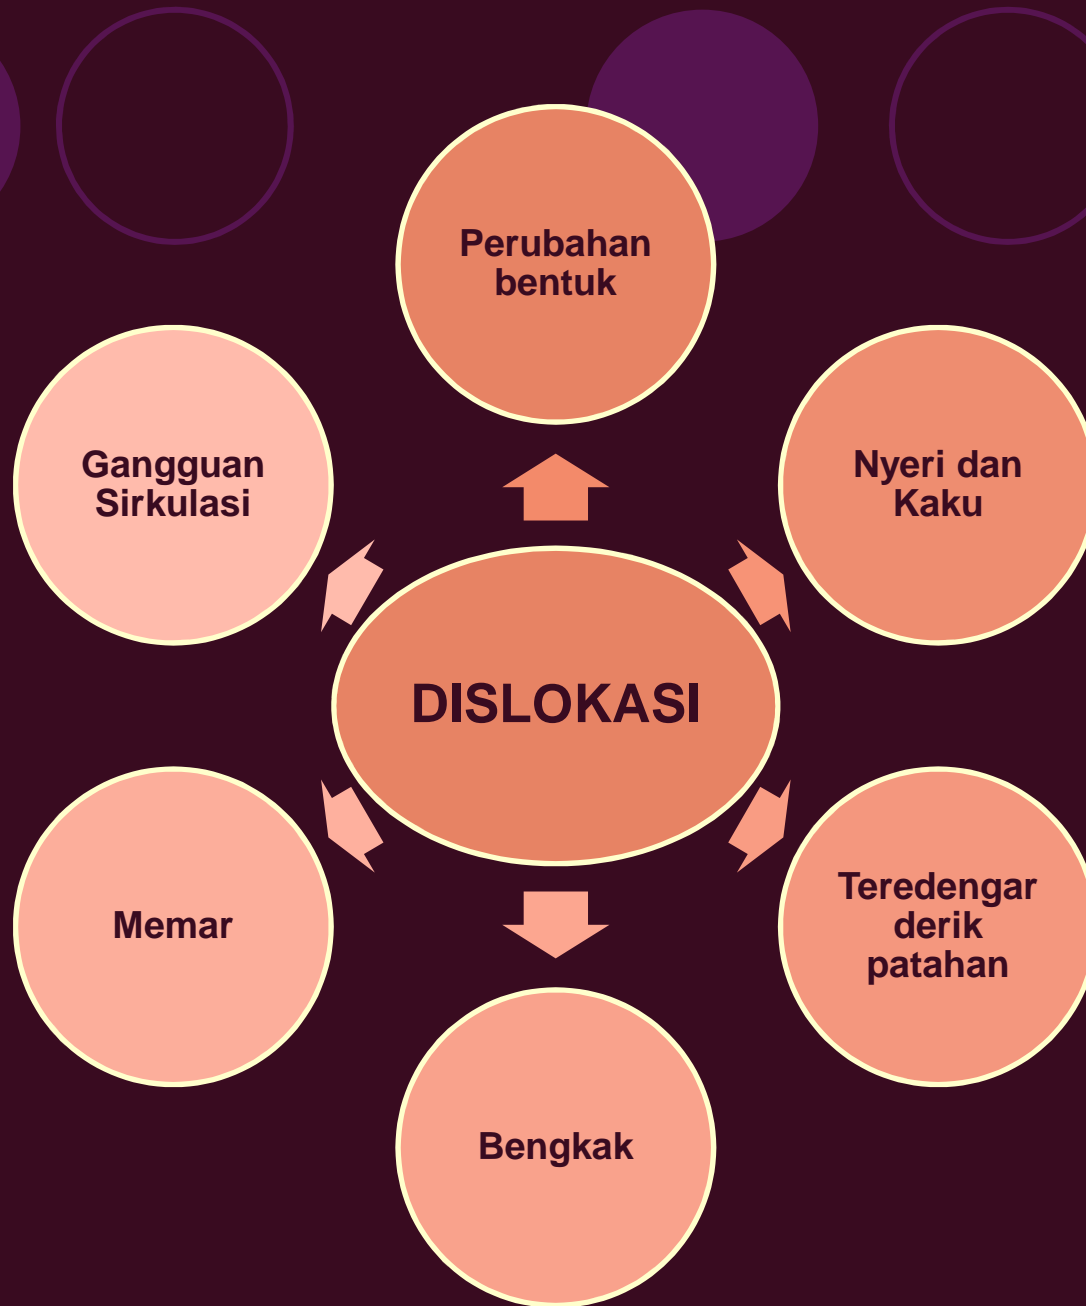 Perubahan
bentuk
Gangguan
Sirkulasi
Nyeri dan
Kaku
DISLOKASI
Memar
Teredengar
derik
patahan
Bengkak